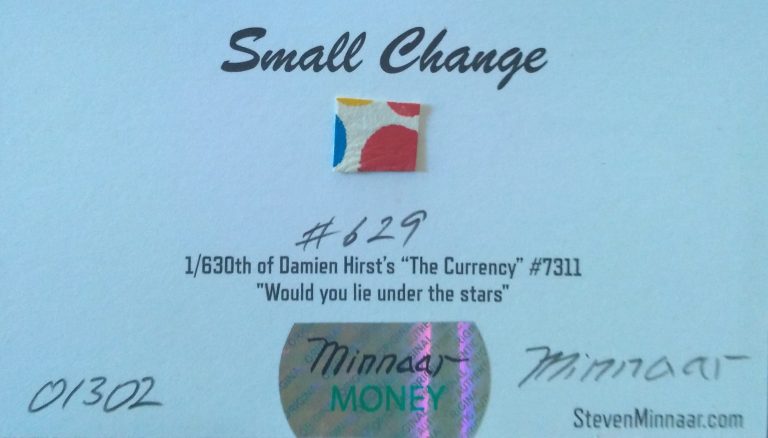 Small Change
#629
1/630th of Damien Hirst's "The Currency" #7311
"Would you lie under the stars"
Minnaar
MONEY
01302
Minnaar
StevenMinnaar.com